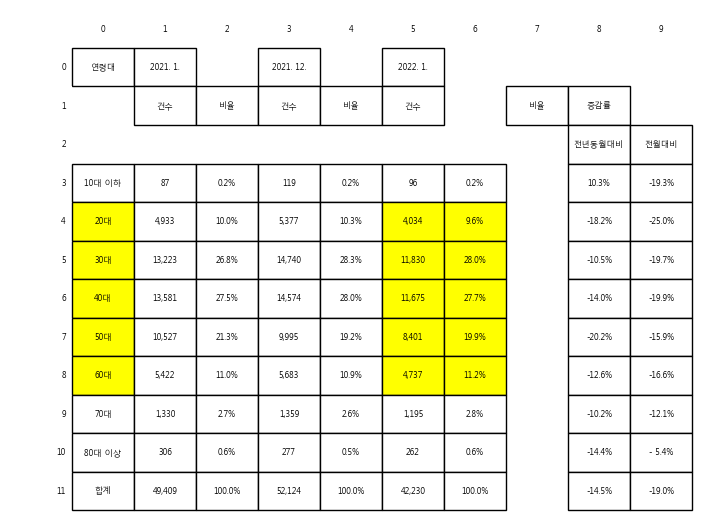 0 1 2 3 4 5 6 7 8 9
0 연령대 2021. 1. 2021. 12. 2022. 1.
1 건수 비율 건수 비율 건수 비율 증감률
2 전년동월대비 전월대비
3 10대 이하 87 0.2% 119 0.2% 96 0.2% 10.3% -19.3%
4 20대 4,933 10.0% 5,377 10.3% 4,034 9.6% -18.2% -25.0%
5 30대 13,223 26.8% 14,740 28.3% 11,830 28.0% -10.5% -19.7%
6 40대 13,581 27.5% 14,574 28.0% 11,675 27.7% -14.0% -19.9%
7 50대 10,527 21.3% 9,995 19.2% 8,401 19.9% -20.2% -15.9%
8 60대 5,422 11.0% 5,683 10.9% 4,737 11.2% -12.6% -16.6%
9 70대 1,330 2.7% 1,359 2.6% 1,195 2.8% -10.2% -12.1%
10 80대 이상 306 0.6% 277 0.5% 262 0.6% -14.4% - 5.4%
11 합계 49,409 100.0% 52,124 100.0% 42,230 100.0% -14.5% -19.0%